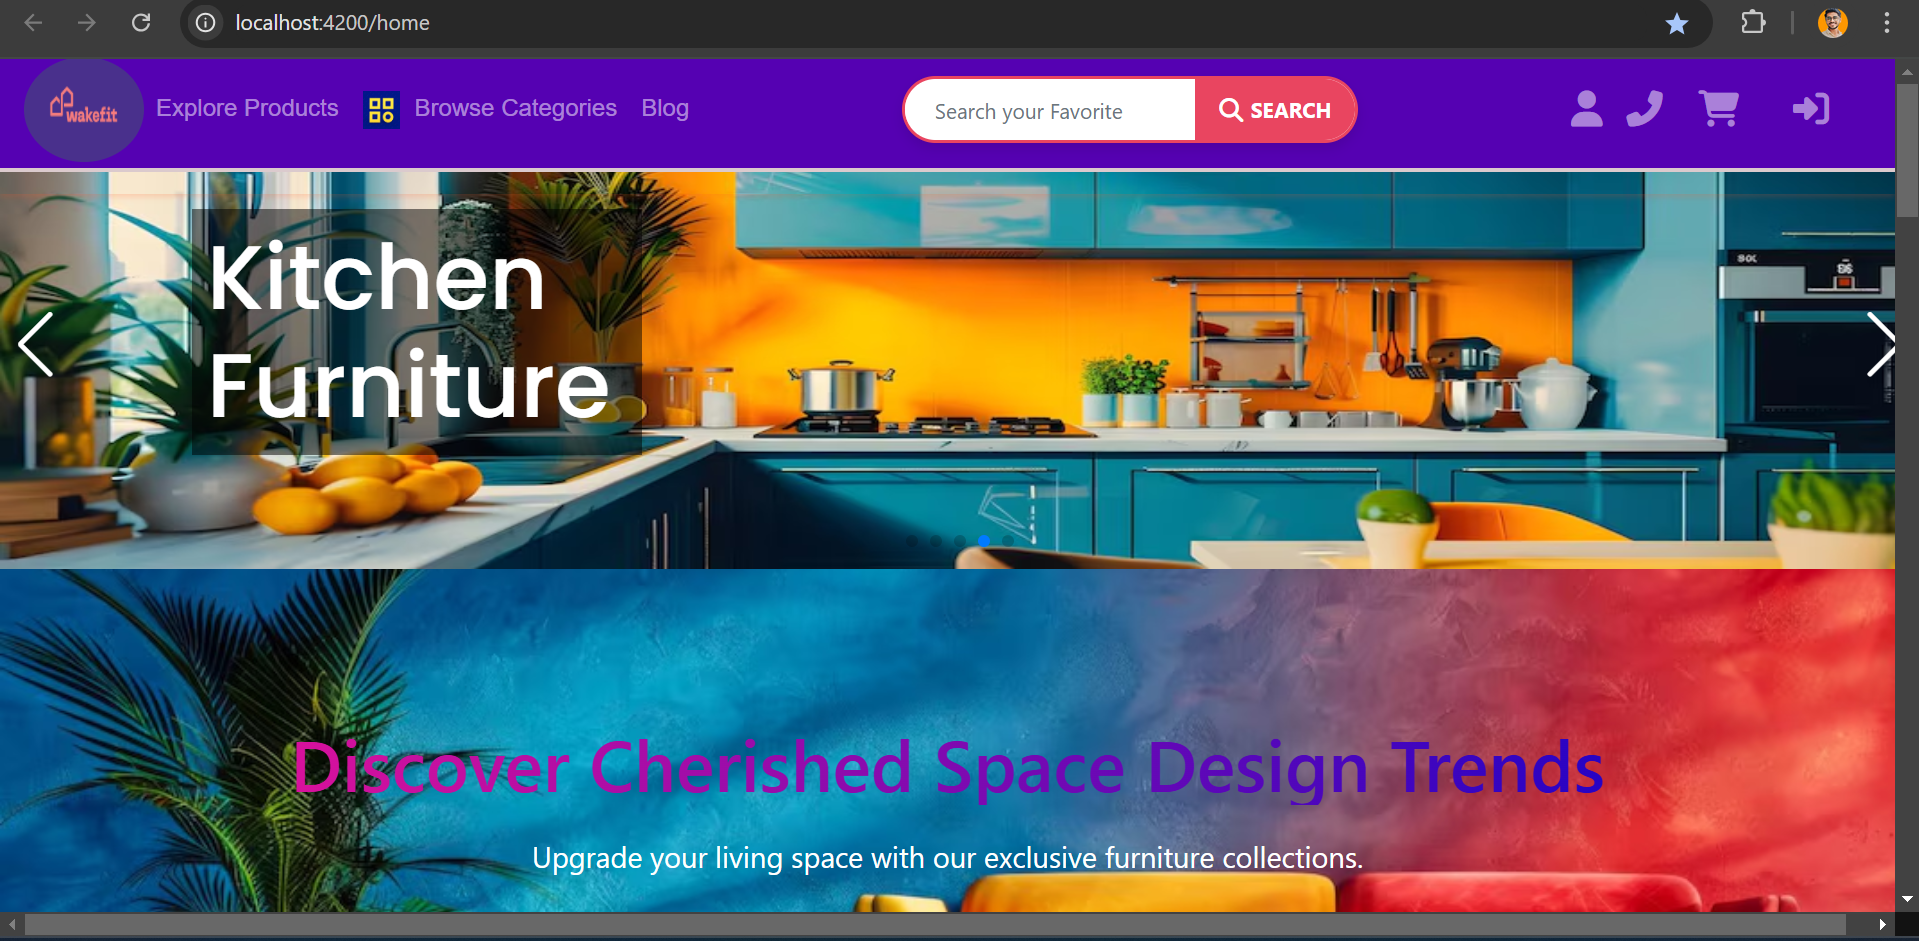 localhost:4200/home
wakefit
Explore Products
Browse Categories
Blog
Search your Favorite
SEARCH
Kitchen
Furniture
Discover Cherished Space Design Trends
Upgrade your living space with our exclusive furniture collections.